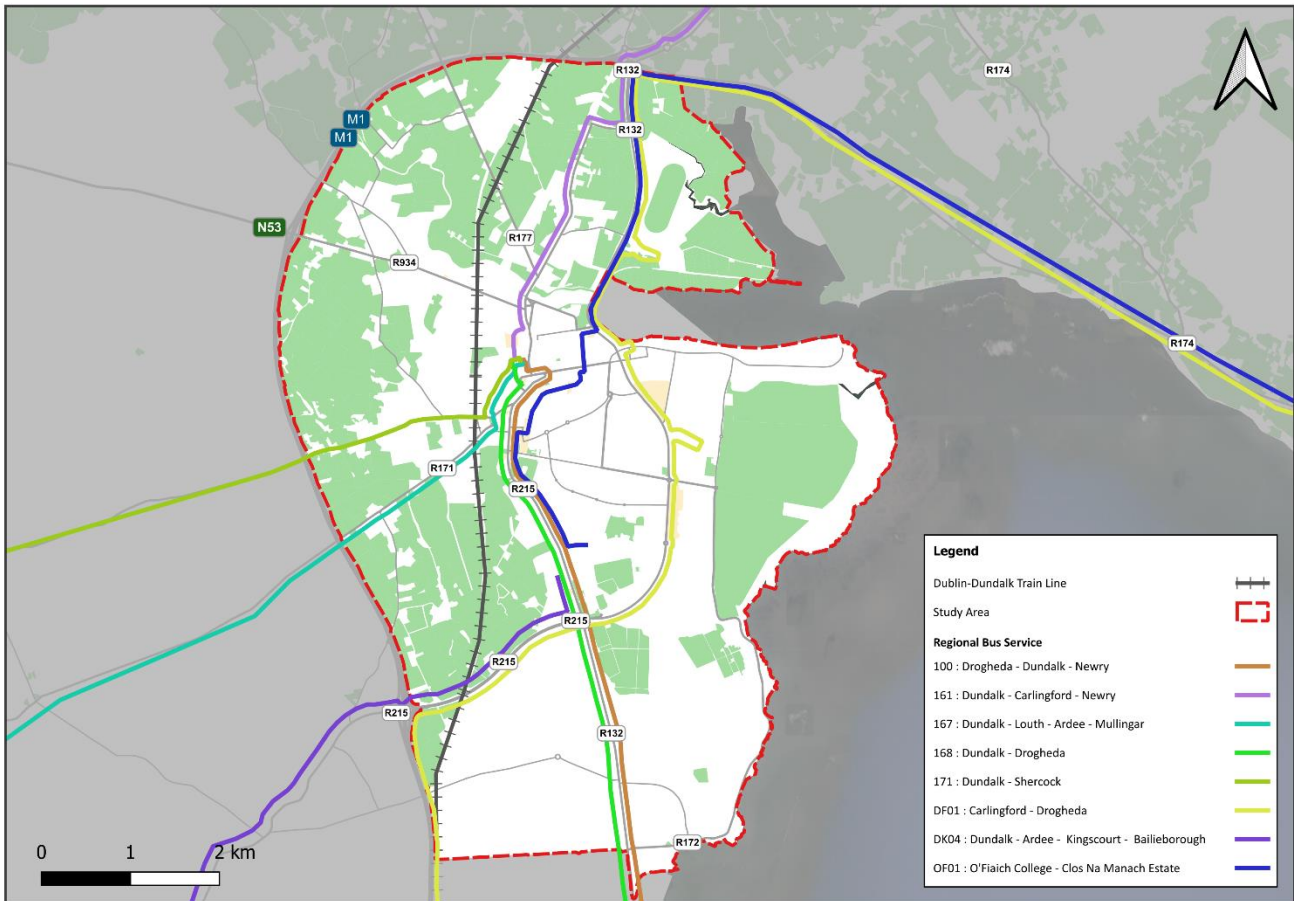 R132
R174
M1
M1
R132
N53
R177
R934
R174
R171
R215
R215
R215
R215
R132
R172
0 1 2 km
Legend
Dublin-Dundalk Train Line
Study Area
Regional Bus Service
100 : Drogheda - Dundalk - Newry
161 : Dundalk - Carlingford - Newry
167 : Dundalk - Louth - Ardee - Mullingar
168 : Dundalk - Drogheda
171 : Dundalk - Shercock
DF01 : Carlingford - Drogheda
DK04 : Dundalk - Ardee - Kingscourt - Bailieborough
OF01 : O'Fiaich College - Clos Na Manach Estate